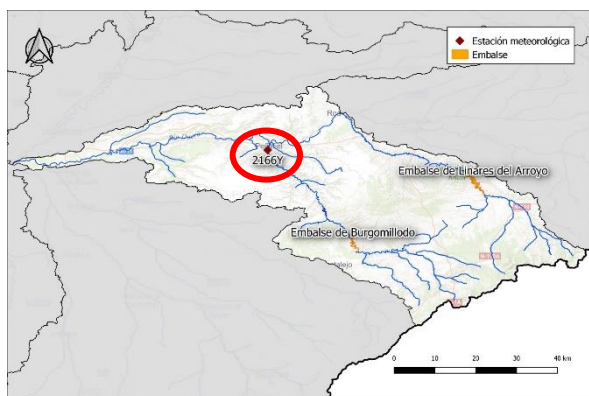 Estación meteorológica
Embalse
2166Y
Embalse de Linares del Arroyo
Embalse de Burgomillodo
0 10 20 30 40 km